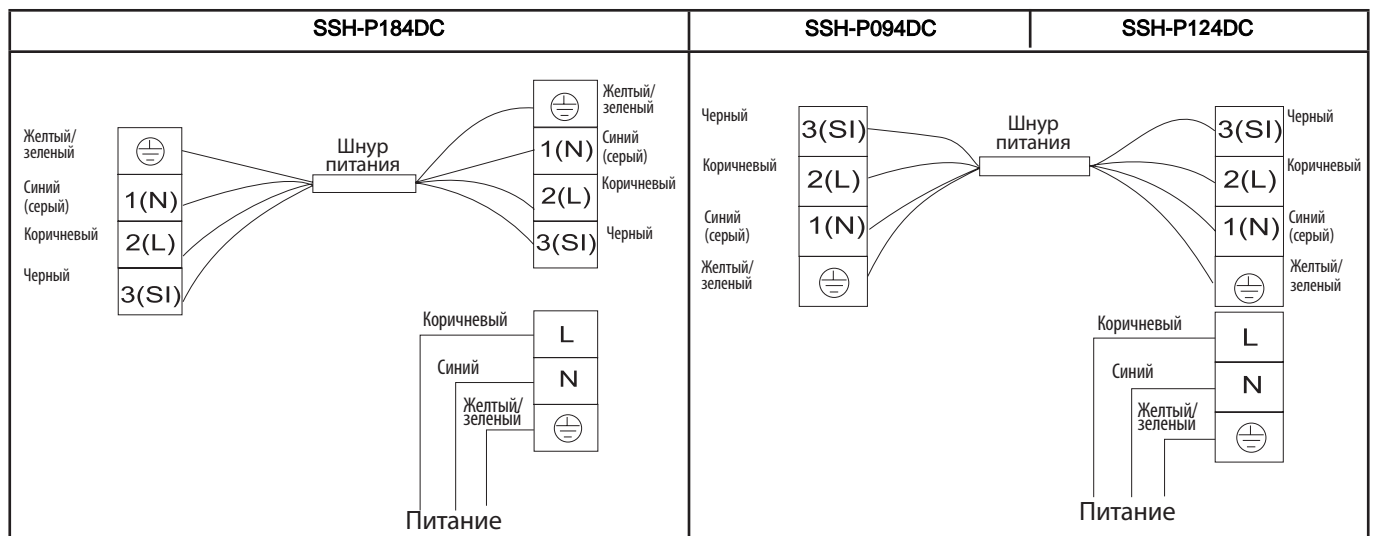 SSH-P184DC
SSH-P094DC
SSH-P124DC
Желтый/
зеленый
Синий
(серый)
Коричневый
Черный
1(N)
2(L)
3(SI)
Шнур
питания
1(N)
2(L)
3(SI)
Желтый/
зеленый
Синий
(серый)
Коричневый
Черный
Коричневый
Синий
Желтый/
зеленый
L
N
Питание
Черный
Коричневый
Синий
(серый)
Желтый/
зеленый
3(SI)
2(L)
1(N)
Шнур
питания
3(SI)
2(L)
1(N)
Черный
Коричневый
Синий
(серый)
Желтый/
зеленый
Коричневый
Синий
Желтый/
зеленый
L
N
Питание